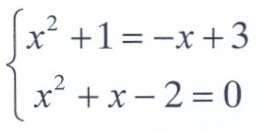 x² + 1 = -x + 3
x² + x - 2 = 0